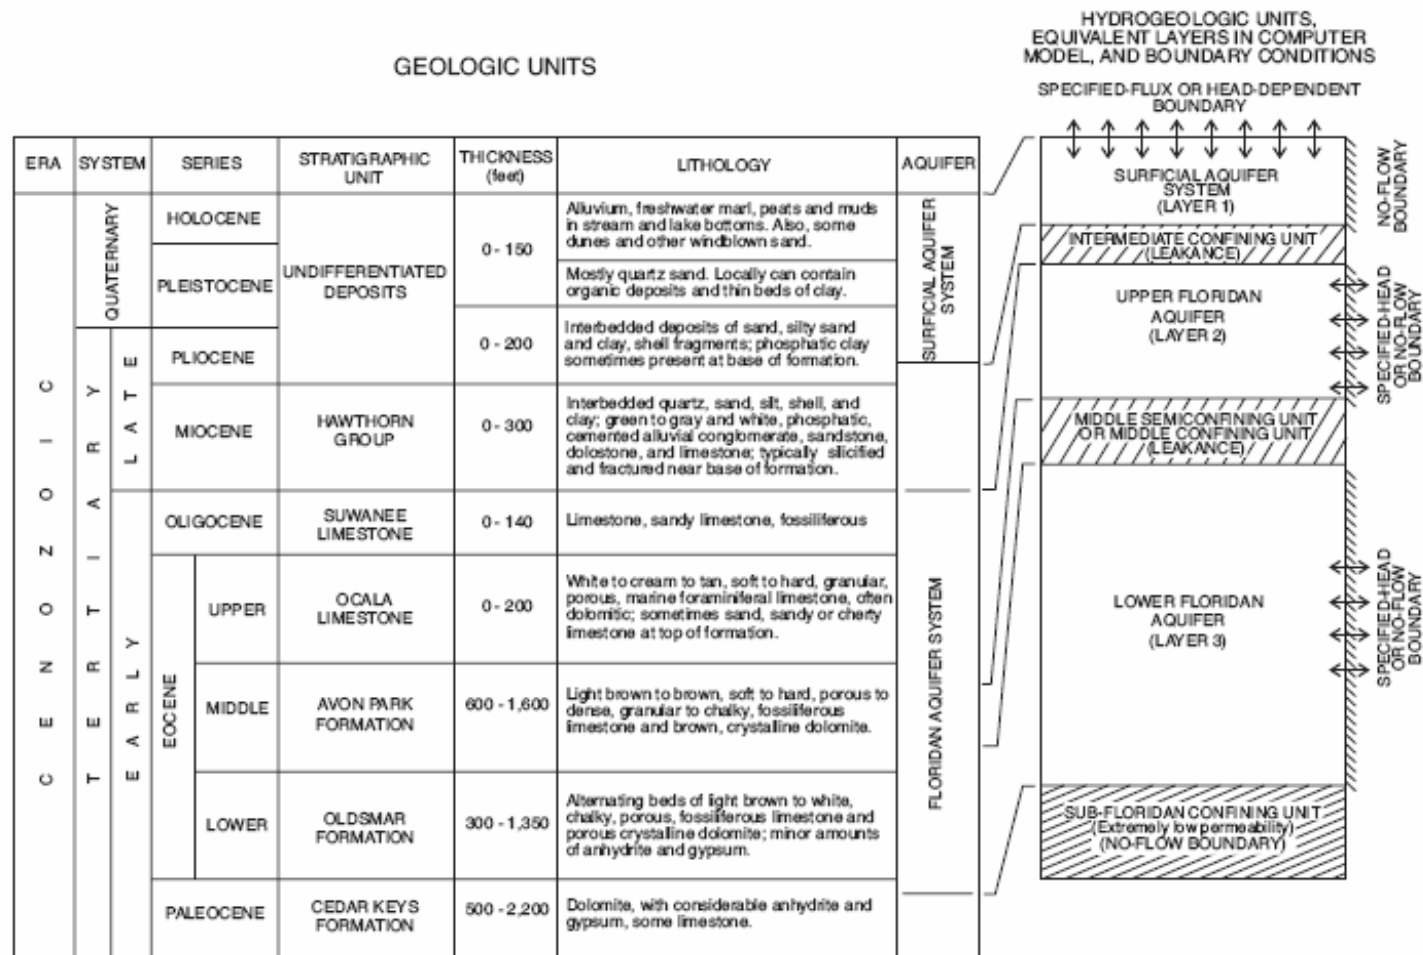 HYDROGEOLOGIC UNITS,
EQUIVALENT LAYERS IN COMPUTER
MODEL, AND BOUNDARY CONDITIONS
GEOLOGIC UNITS
SPECIFIED-FLUX OR HEAD-DEPENDENT
BOUNDARY
ERA
SYSTEM
SERIES
STRATIGRAPHIC
UNIT
THICKNESS
(feet)
LITHOLOGY
AQUIFER
CENOZOIC
QUATERNARY
TERTIARY
LATE
EARLY
HOLOCENE
PLEISTOCENE
UNDIFFERENTIATED
DEPOSITS
0 - 150
Alluvium, freshwater marl, peats and muds
in stream and lake bottoms. Also, some
dunes and other windblown sand.
Mostly quartz sand. Locally can contain
organic deposits and thin beds of clay.
PLIOCENE
0 - 200
Interbedded deposits of sand, silty sand
and clay, shell fragments; phosphatic clay
sometimes present at base of formation.
SURFICIAL AQUIFER
SYSTEM
MIOCENE
HAWTHORN
GROUP
0 - 300
Interbedded quartz, sand, silt, shell, and
clay; green to gray and white, phosphatic,
cemented alluvial conglomerate, sandstone,
dolostone, and limestone; typically silicified
and fractured near base of formation.
OLIGOCENE
SUWANEE
LIMESTONE
0 - 140
Limestone, sandy limestone, fossiliferous
EOCENE
UPPER
OCALA
LIMESTONE
0 - 200
White to cream to tan, soft to hard, granular,
porous, marine foraminiferal limestone, often
dolomitic; sometimes sand, sandy or cherty
limestone at top of formation.
MIDDLE
AVON PARK
FORMATION
600 - 1,600
Light brown to brown, soft to hard, porous to
dense, granular to chalky, fossiliferous
limestone and brown, crystalline dolomite.
LOWER
OLDSMAR
FORMATION
300 - 1,350
Alternating beds of light brown to white,
chalky, porous, fossiliferous limestone and
porous crystalline dolomite; minor amounts
of anhydrite and gypsum.
FLORIDAN AQUIFER SYSTEM
PALEOCENE
CEDAR KEYS
FORMATION
500 - 2,200
Dolomite, with considerable anhydrite and
gypsum, some limestone.
SURFICIAL AQUIFER
SYSTEM
(LAYER 1)
NO-FLOW
BOUNDARY
INTERMEDIATE CONFINING UNIT
(LEAKANCE)
UPPER FLORIDAN
AQUIFER
(LAYER 2)
SPECIFIED-HEAD
OR NO-FLOW
BOUNDARY
MIDDLE SEMICONFINING UNIT
OR MIDDLE CONFINING UNIT
(LEAKANCE)
LOWER FLORIDAN
AQUIFER
(LAYER 3)
SPECIFIED-HEAD
OR NO-FLOW
BOUNDARY
SUB-FLORIDAN CONFINING UNIT
(Extremely low permeability)
(NO-FLOW BOUNDARY)